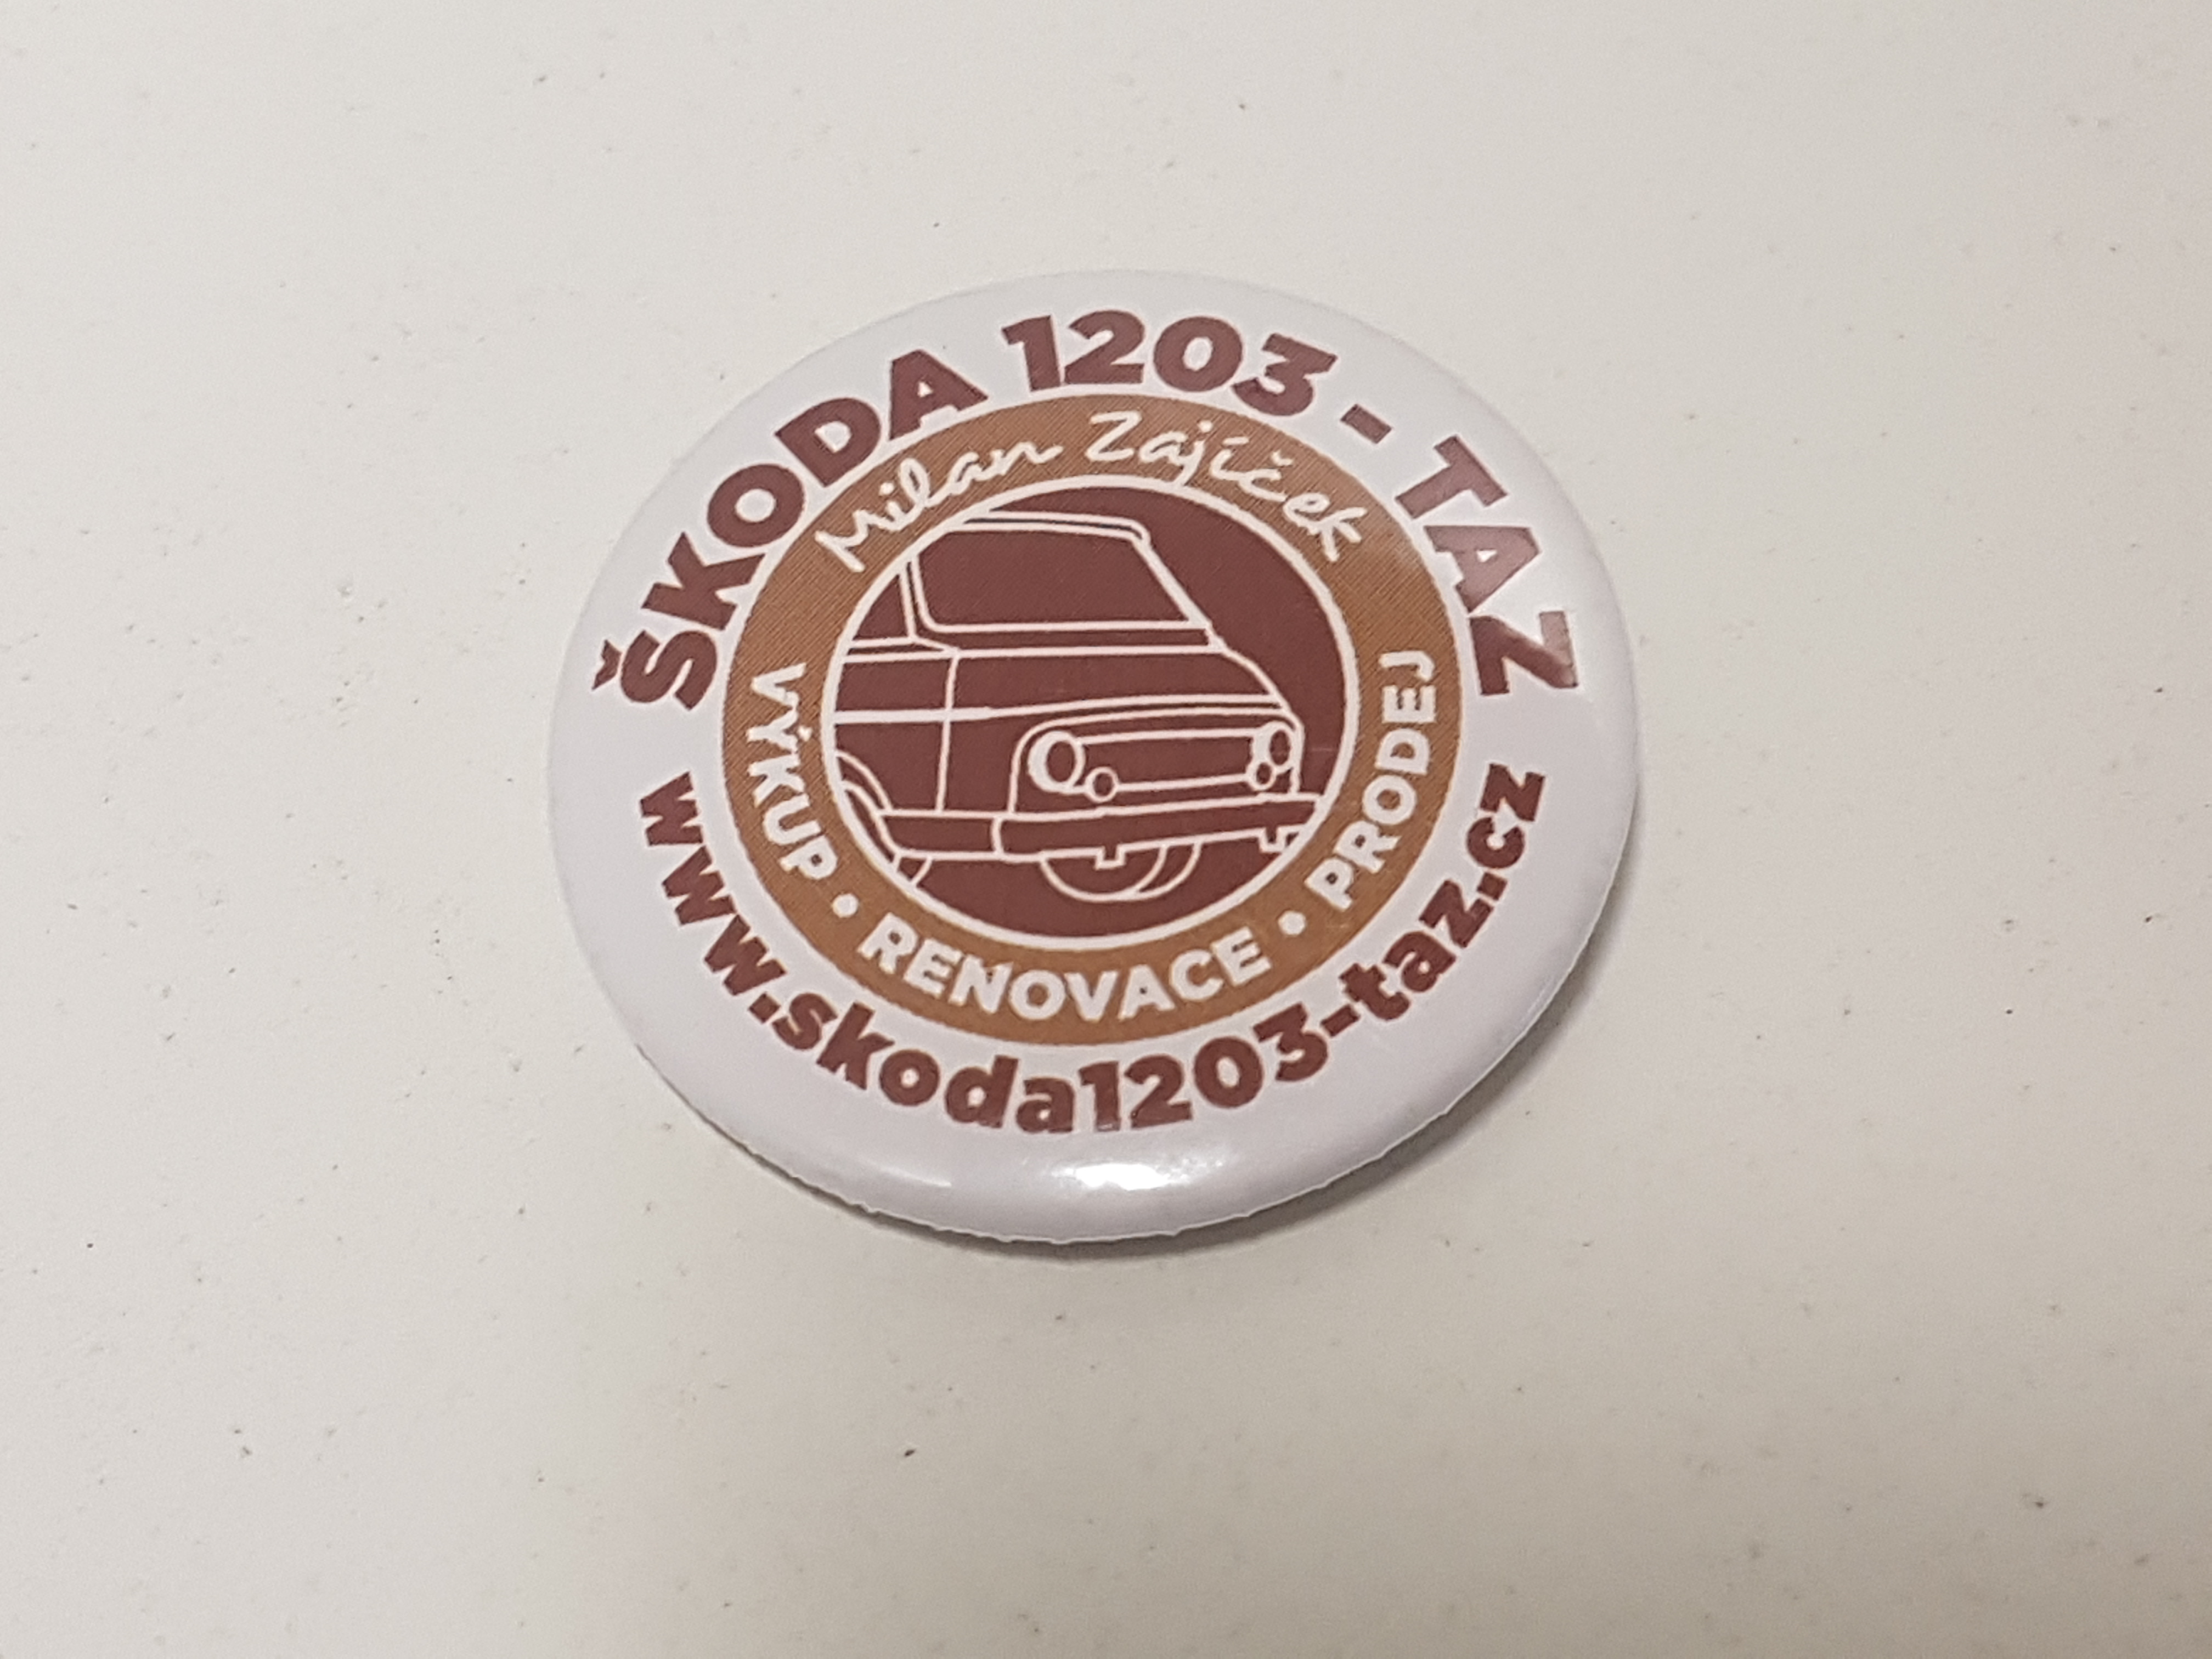 ŠKODA 1203 - TAZ
Milan Zajíček
VÝKUP • RENOVACE • PRODEJ
www.skoda1203-taz.cz